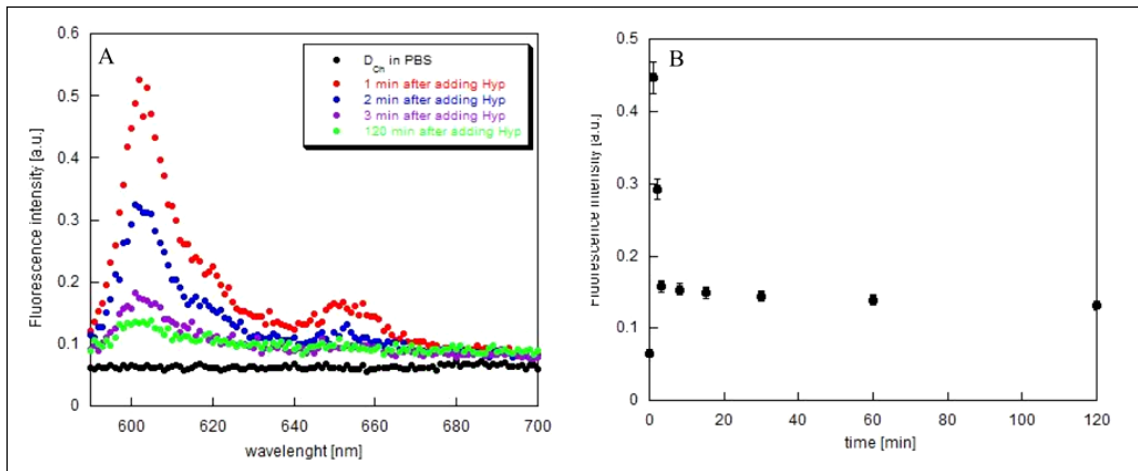 A
D_Ch in PBS
1 min after adding Hyp
2 min after adding Hyp
3 min after adding Hyp
120 min after adding Hyp
Fluorescence intensity [a.u.]
0.6
0.5
0.4
0.3
0.2
0.1
0
600 620 640 660 680 700
wavelenght [nm]
B
Fluorescence intensity [a.u.]
0.5
0.4
0.3
0.2
0.1
0
0 20 40 60 80 100 120
time [min]